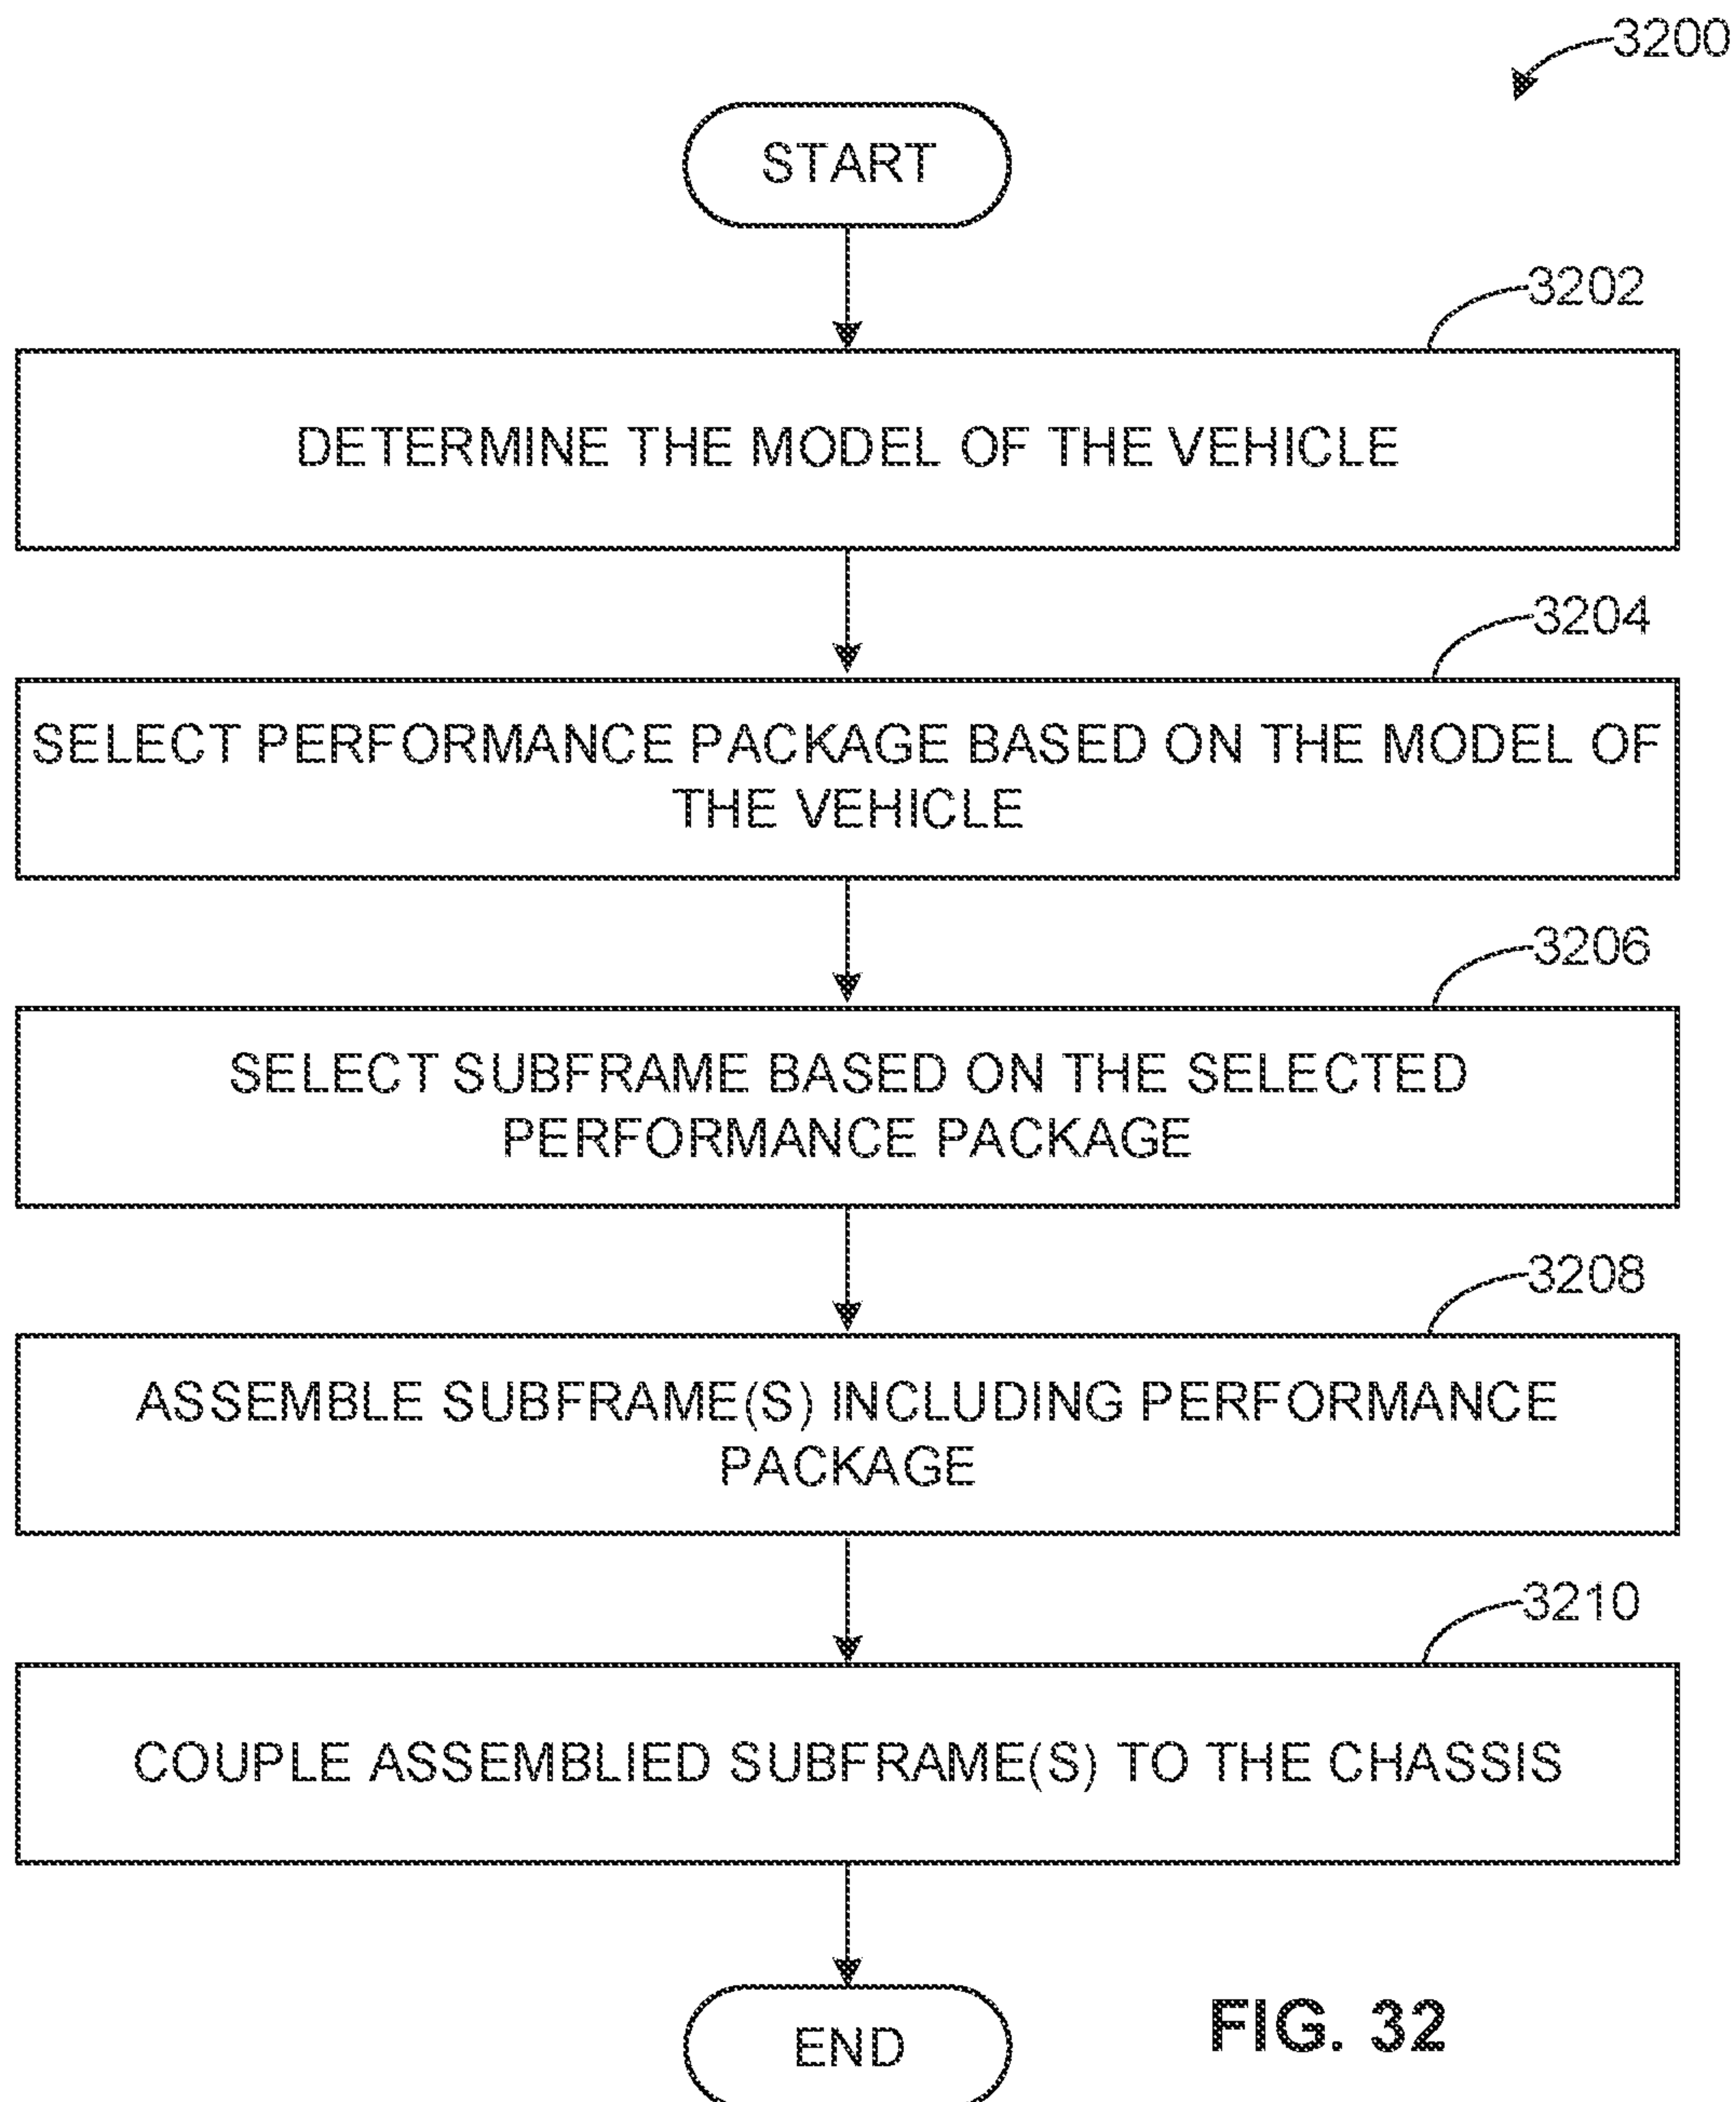 3200
START
3202
DETERMINE THE MODEL OF THE VEHICLE
3204
SELECT PERFORMANCE PACKAGE BASED ON THE MODEL OF
THE VEHICLE
3206
SELECT SUBFRAME BASED ON THE SELECTED
PERFORMANCE PACKAGE
3208
ASSEMBLE SUBFRAME(S) INCLUDING PERFORMANCE
PACKAGE
3210
COUPLE ASSEMBLIED SUBFRAME(S) TO THE CHASSIS
END
FIG. 32